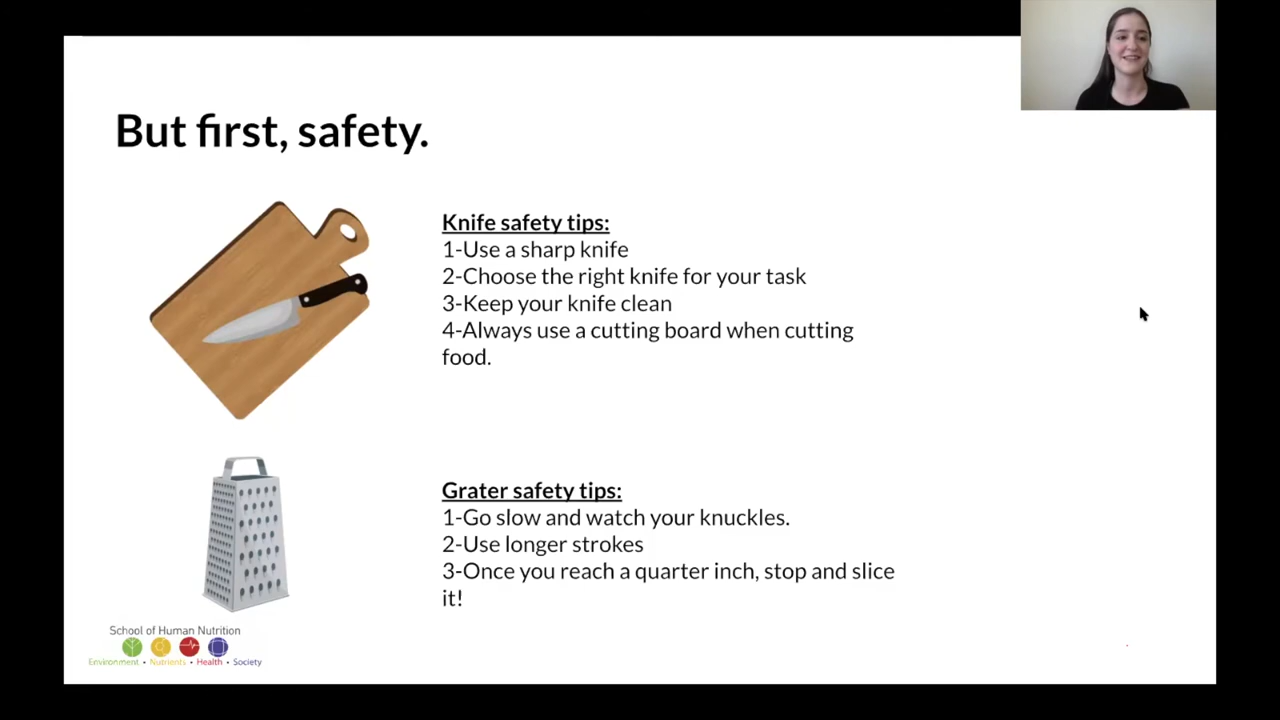 But first, safety.
Knife safety tips:
1-Use a sharp knife
2-Choose the right knife for your task
3-Keep your knife clean
4-Always use a cutting board when cutting
food.
Grater safety tips:
1-Go slow and watch your knuckles.
2-Use longer strokes
3-Once you reach a quarter inch, stop and slice
it!
School of Human Nutrition
Environment • Nutrients • Health • Society